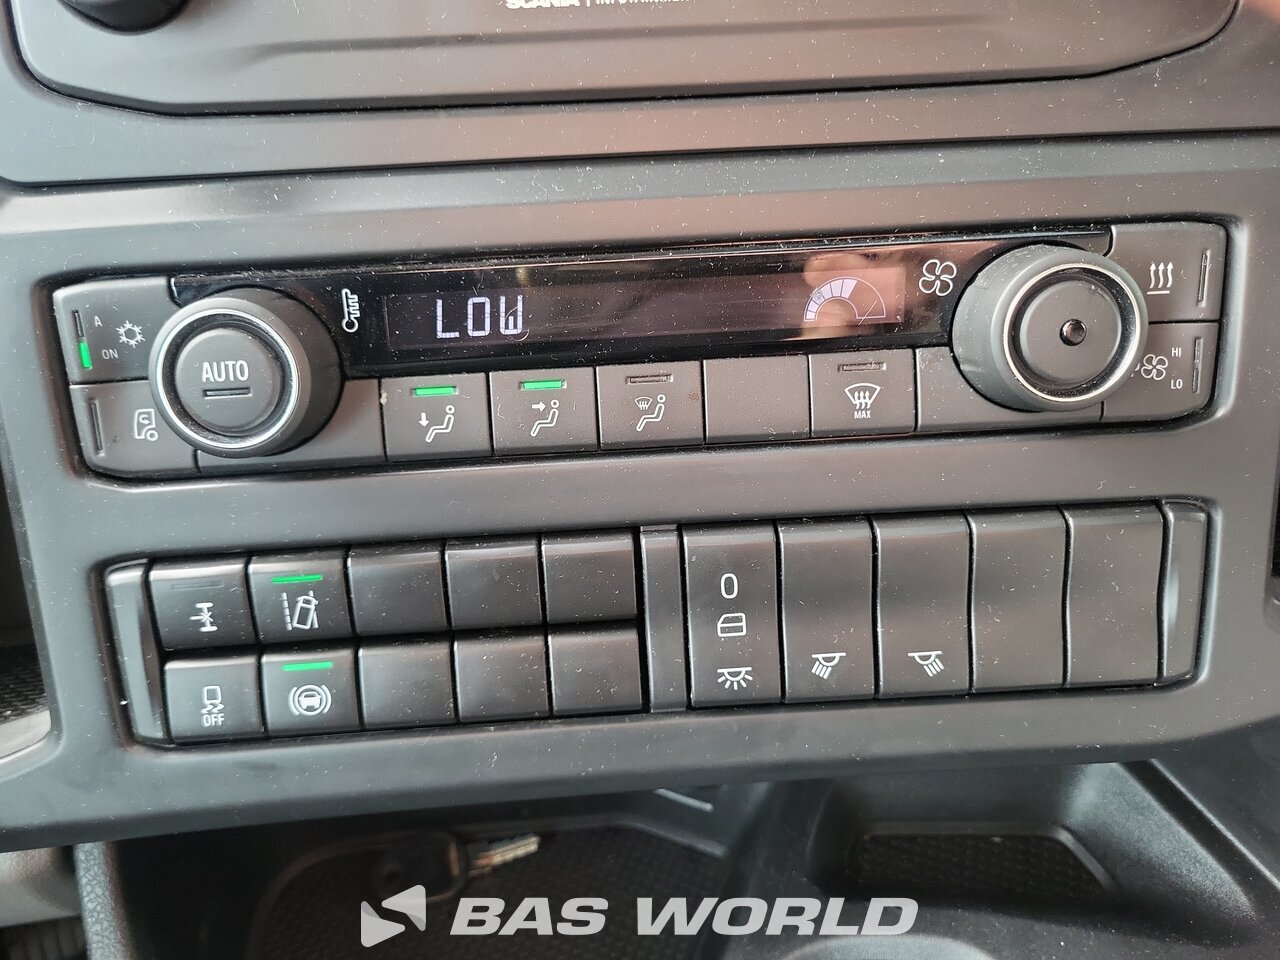 SCANIA
LOW
A
ON
AUTO
MAX
HI
LO
0
OFF
BAS WORLD